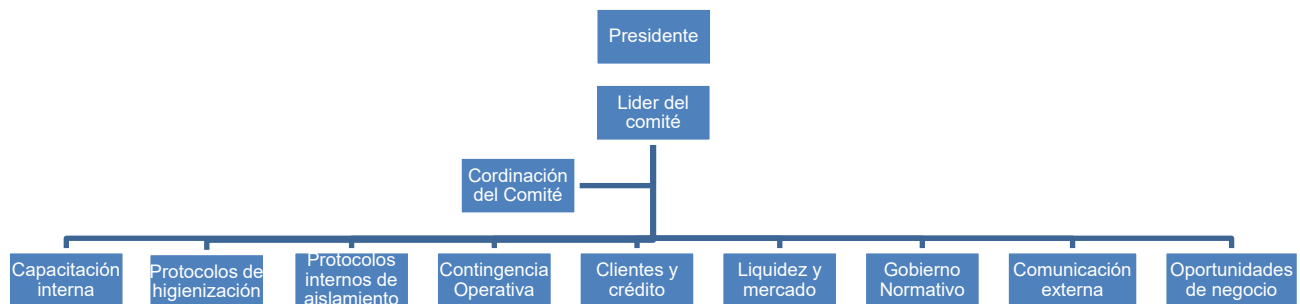 Presidente
Lider del
comité
Cordinación
del Comité
Capacitación
interna
Protocolos de
higienización
Protocolos
internos de
aislamiento
Contingencia
Operativa
Clientes y
crédito
Liquidez y
mercado
Gobierno
Normativo
Comunicación
externa
Oportunidades
de negocio